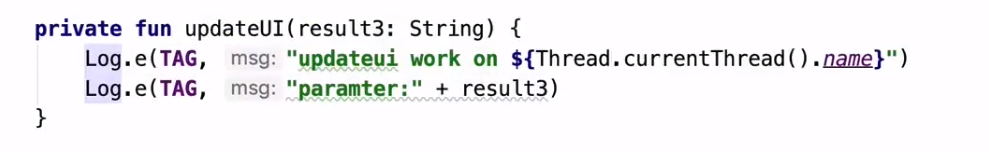 private fun updateUI(result3: String) {
    Log.e(TAG, msg: "updateui work on ${Thread.currentThread().name}")
    Log.e(TAG, msg: "paramter:" + result3)
}